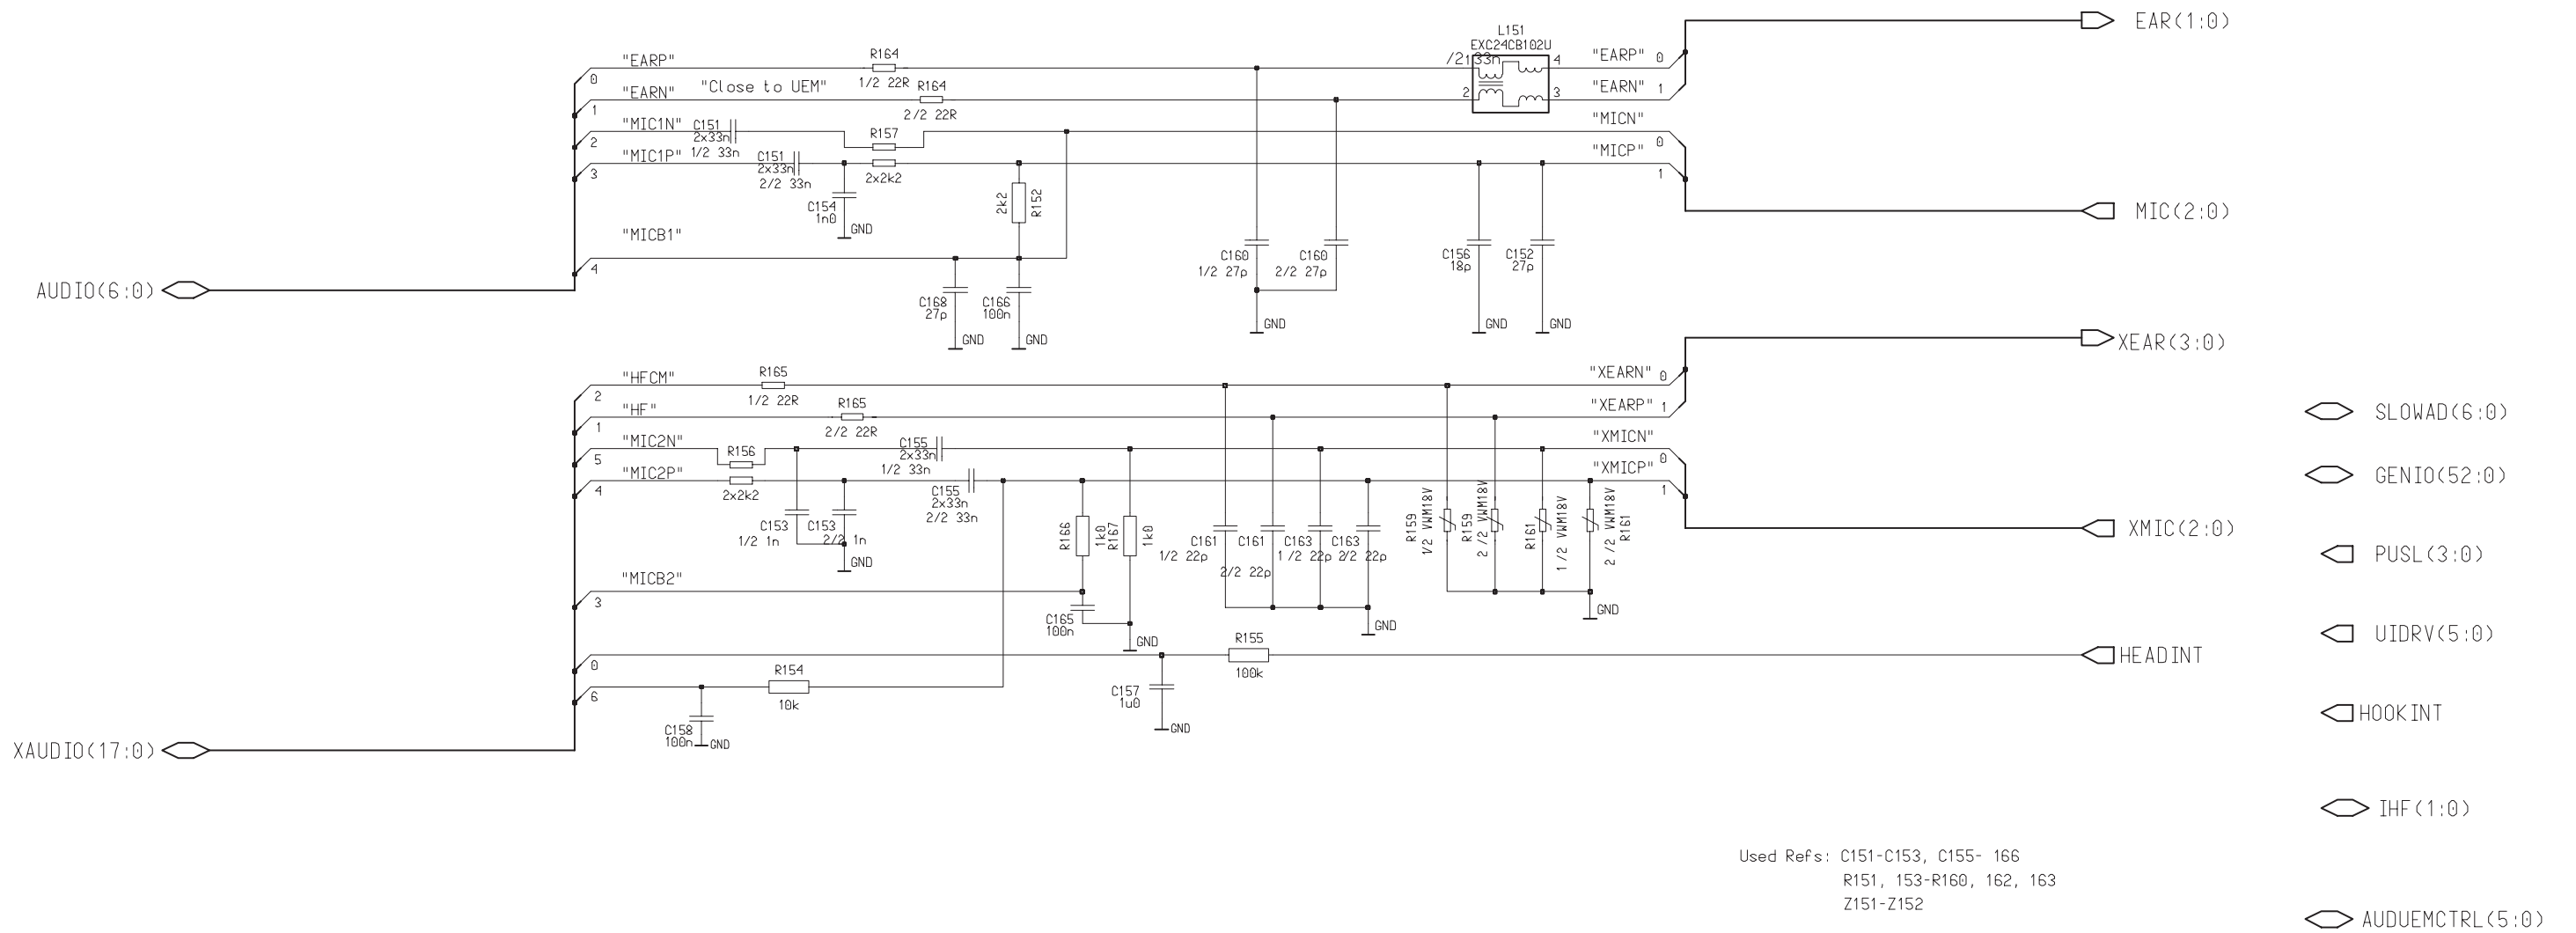 EAR(1:0)
L151
EXC24CB102U
"EARP"
R164
/21 33n
4
"EARP"
0
0
1/2 22R
"EARN"
"Close to UEM"
R164
2
3
"EARN"
1
1
2/2 22R
"MIC1N"
C151
2x33n
1/2 33n
R157
"MICN"
0
2
"MIC1P"
C151
2x33n
2/2 33n
2x2k2
"MICP"
1
3
C154
1n0
GND
2k2
R152
MIC(2:0)
"MICB1"
4
C160
1/2 27p
C160
2/2 27p
C156
18p
C152
27p
AUDIO(6:0)
C168
27p
C166
100n
GND
GND
GND
GND
GND
XEAR(3:0)
"HFCM"
R165
"XEARN"
0
2
1/2 22R
"HF"
R165
"XEARP"
1
1
2/2 22R
SLOWAD(6:0)
"MIC2N"
R156
C155
2x33n
1/2 33n
"XMICN"
0
5
"MIC2P"
2x2k2
C155
2x33n
2/2 33n
"XMICP"
1
4
GENIO(52:0)
C153
1/2 1n
C153
2/2 1n
GND
R166
1k0
R167
1k0
C161
1/2 22p
C161
2/2 22p
C163
1/2 22p
C163
2/2 22p
R159
1/2 VWM18V
R159
2/2 VWM18V
R161
1/2 VWM18V
2/2 VWM18V
R161
XMIC(2:0)
PUSL(3:0)
"MICB2"
3
C165
100n
GND
GND
GND
UIDRV(5:0)
0
R155
100k
HEADINT
6
R154
10k
C157
1u0
GND
C158
100n
GND
HOOKINT
XAUDIO(17:0)
IHF(1:0)
Used Refs: C151-C153, C155- 166
R151, 153-R160, 162, 163
Z151-Z152
AUDUEMCTRL(5:0)